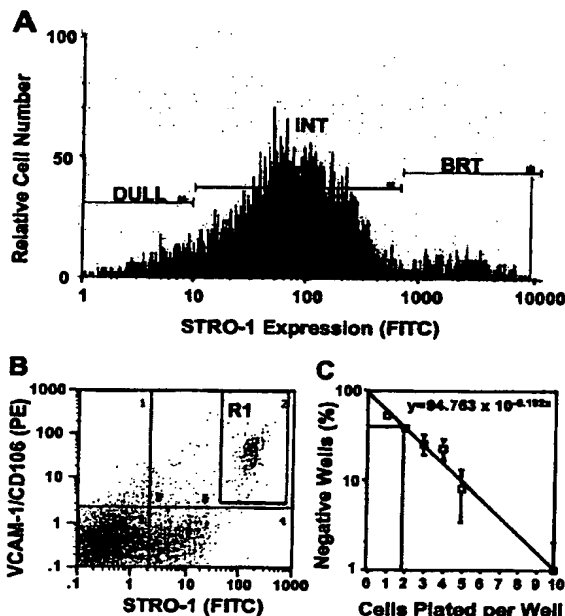 A
100
50
0
Relative Cell Number
DULL
INT
BRT
1 10 100 1000 10000
STRO-1 Expression (FITC)
B
1000
100
10
1
.1
VCAM-1/CD106 (PE)
1
2
R1
.1 1 10 100 1000
STRO-1 (FITC)
C
100
10
1
Negative Wells (%)
0 1 2 3 4 5 6 7 8 9 10
Cells Plated per Well